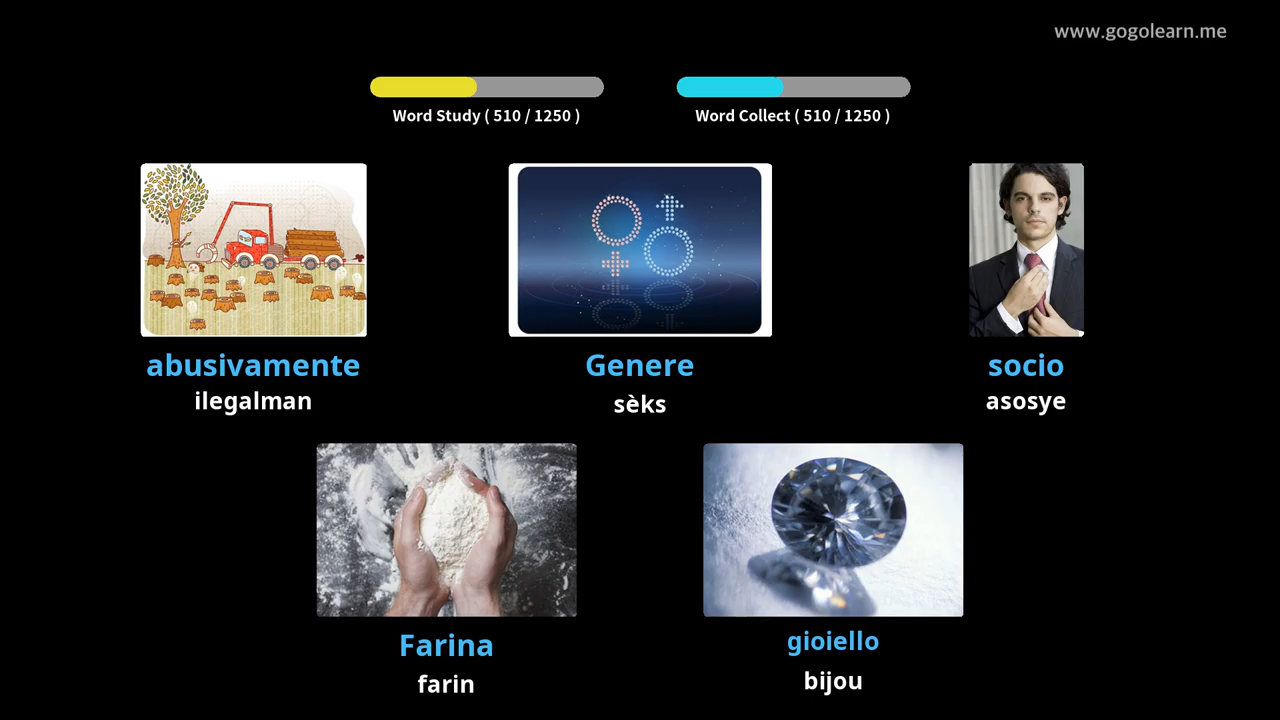 www.gogolearn.me
Word Study ( 510 / 1250 )
Word Collect ( 510 / 1250 )
abusivamente
ilegalman
Genere
sèks
socio
asosye
Farina
farin
gioiello
bijou